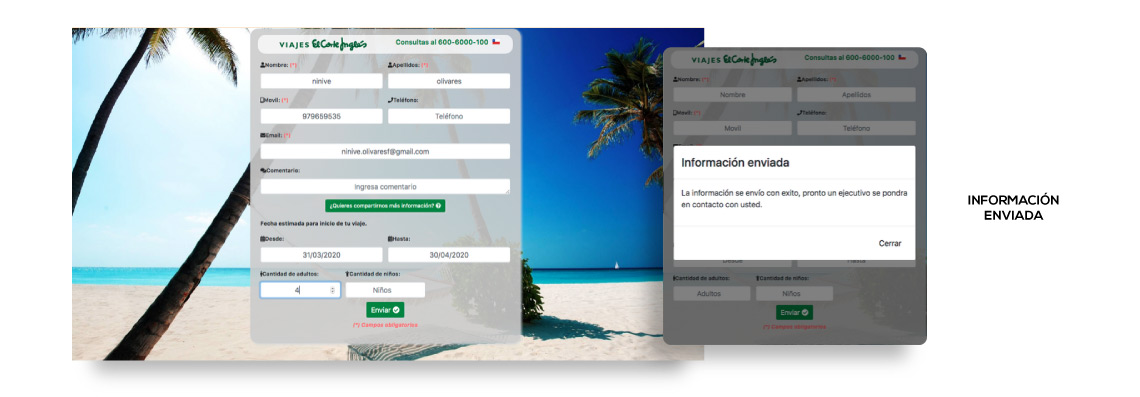 VIAJES El Corte Inglés
Consultas al 600-6000-100
Nombre: (*)
Apellidos: (*)
ninive
olivares
Movil: (*)
Teléfono:
979659535
Teléfono
Email: (*)
ninive.olivaresf@gmail.com
Comentario:
Ingresa comentario
¿Quieres compartirnos más información?
Fecha estimada para inicio de tu viaje.
Desde:
Hasta:
31/03/2020
30/04/2020
Cantidad de adultos:
Cantidad de niños:
4
Niños
Enviar
(*) Campos obligatorios
VIAJES El Corte Inglés
Consultas al 600-6000-100
Nombre: (*)
Apellidos: (*)
Nombre
Apellidos
Movil: (*)
Teléfono:
Movil
Teléfono
Información enviada
La información se envío con exito, pronto un ejecutivo se pondra
en contacto con usted.
Cerrar
Desde
Hasta
Cantidad de adultos:
Cantidad de niños:
Adultos
Niños
Enviar
(*) Campos obligatorios
INFORMACIÓN
ENVIADA